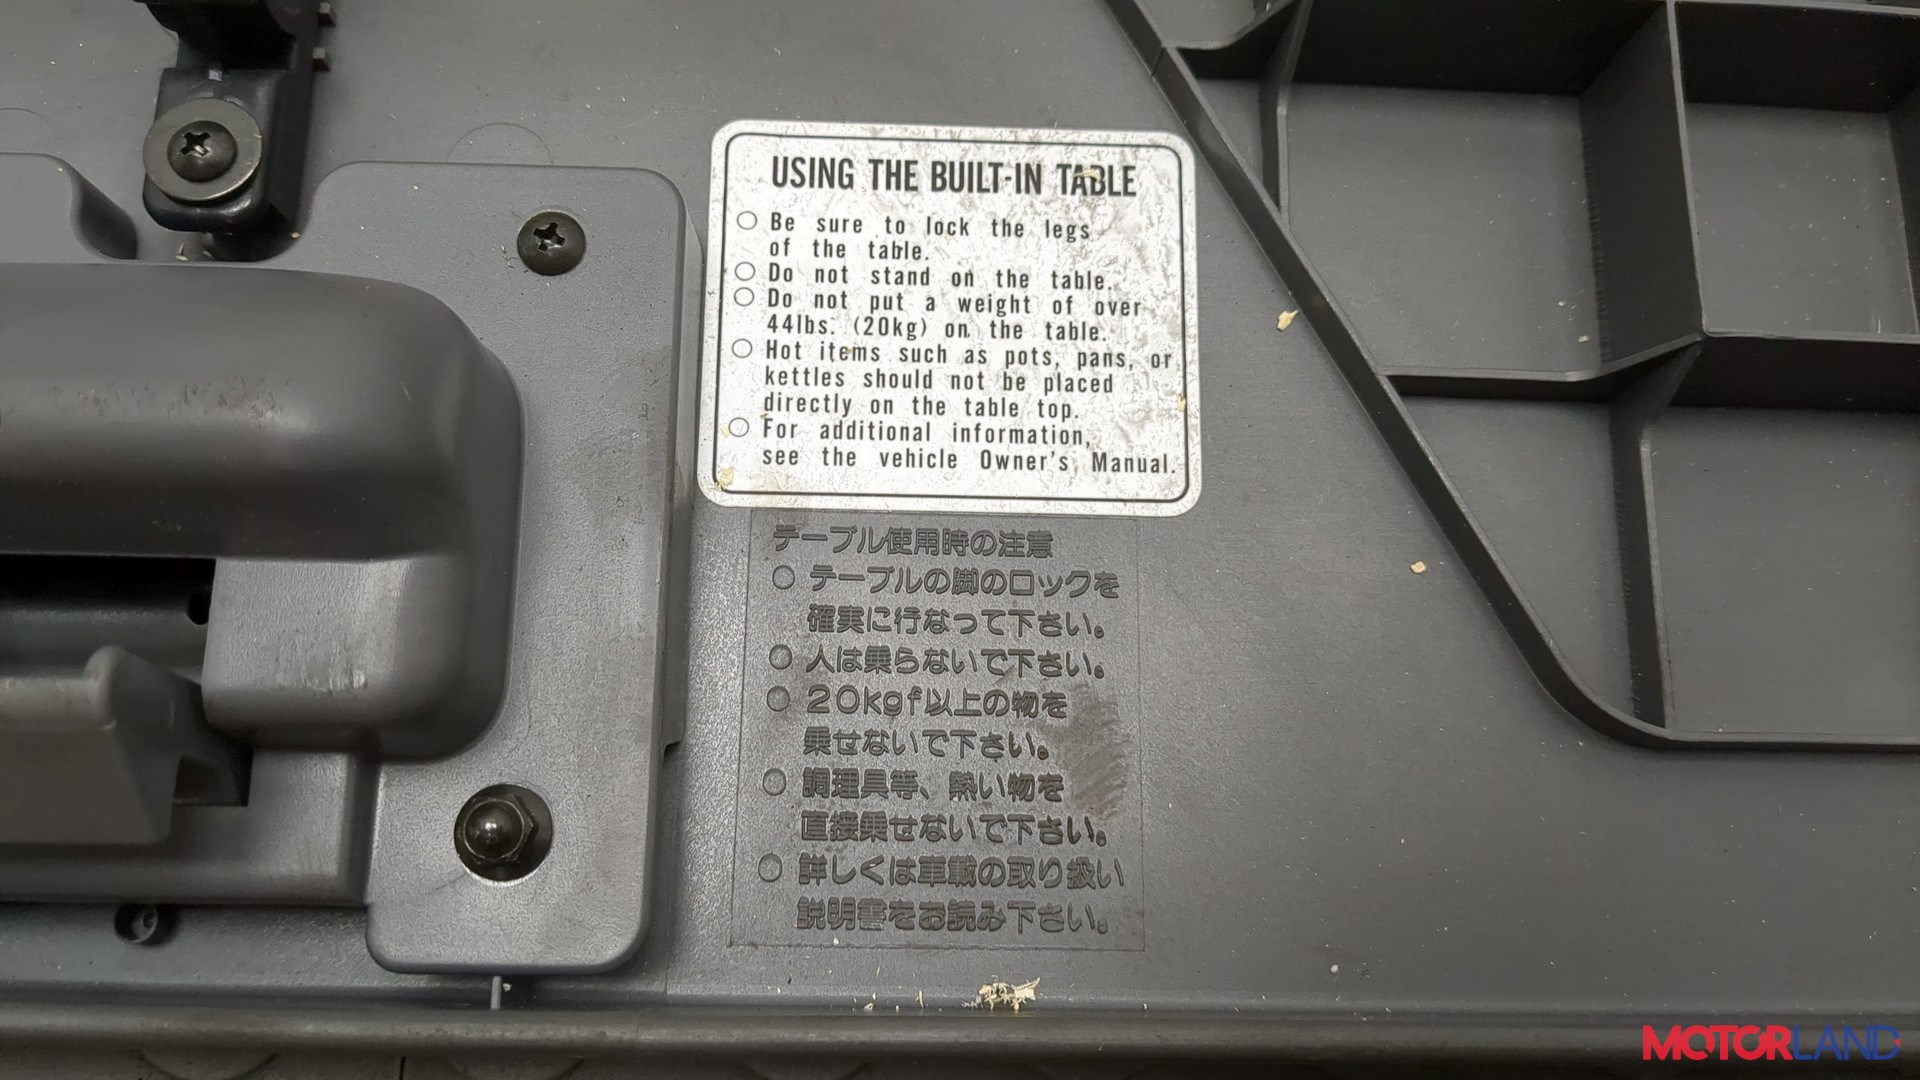 USING THE BUILT-IN TABLE
○ Be sure to lock the legs
of the table.
○ Do not stand on the table.
○ Do not put a weight of over
44lbs. (20kg) on the table.
○ Hot items such as pots, pans, or
kettles should not be placed
directly on the table top.
○ For additional information,
see the vehicle Owner's Manual.
テーブル使用時の注意
○ テーブルの脚のロックを
確実に行なって下さい。
○ 人は乗らないで下さい。
○ 20kgf以上の物を
乗せないで下さい。
○ 調理具等、熱い物を
直接乗せないで下さい。
○ 詳しくは車載の取り扱い
説明書をお読み下さい。
MOTORLAND